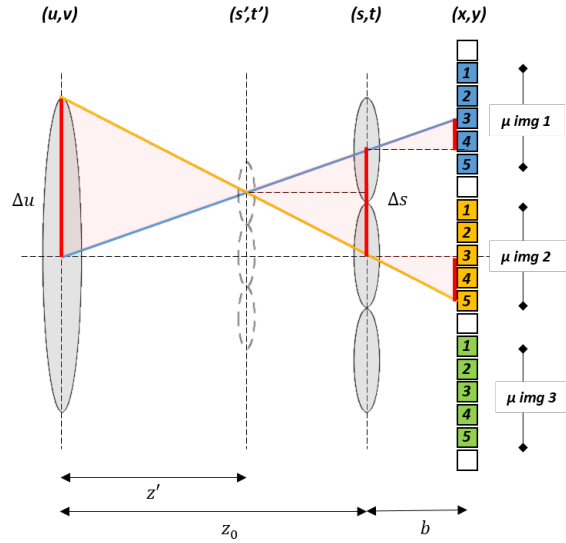 (u,v)
(s',t')
(s,t)
(x,y)
1
2
3
4
5
μ img 1
Δu
Δs
1
2
3
4
5
μ img 2
1
2
3
4
5
μ img 3
z'
z₀
b